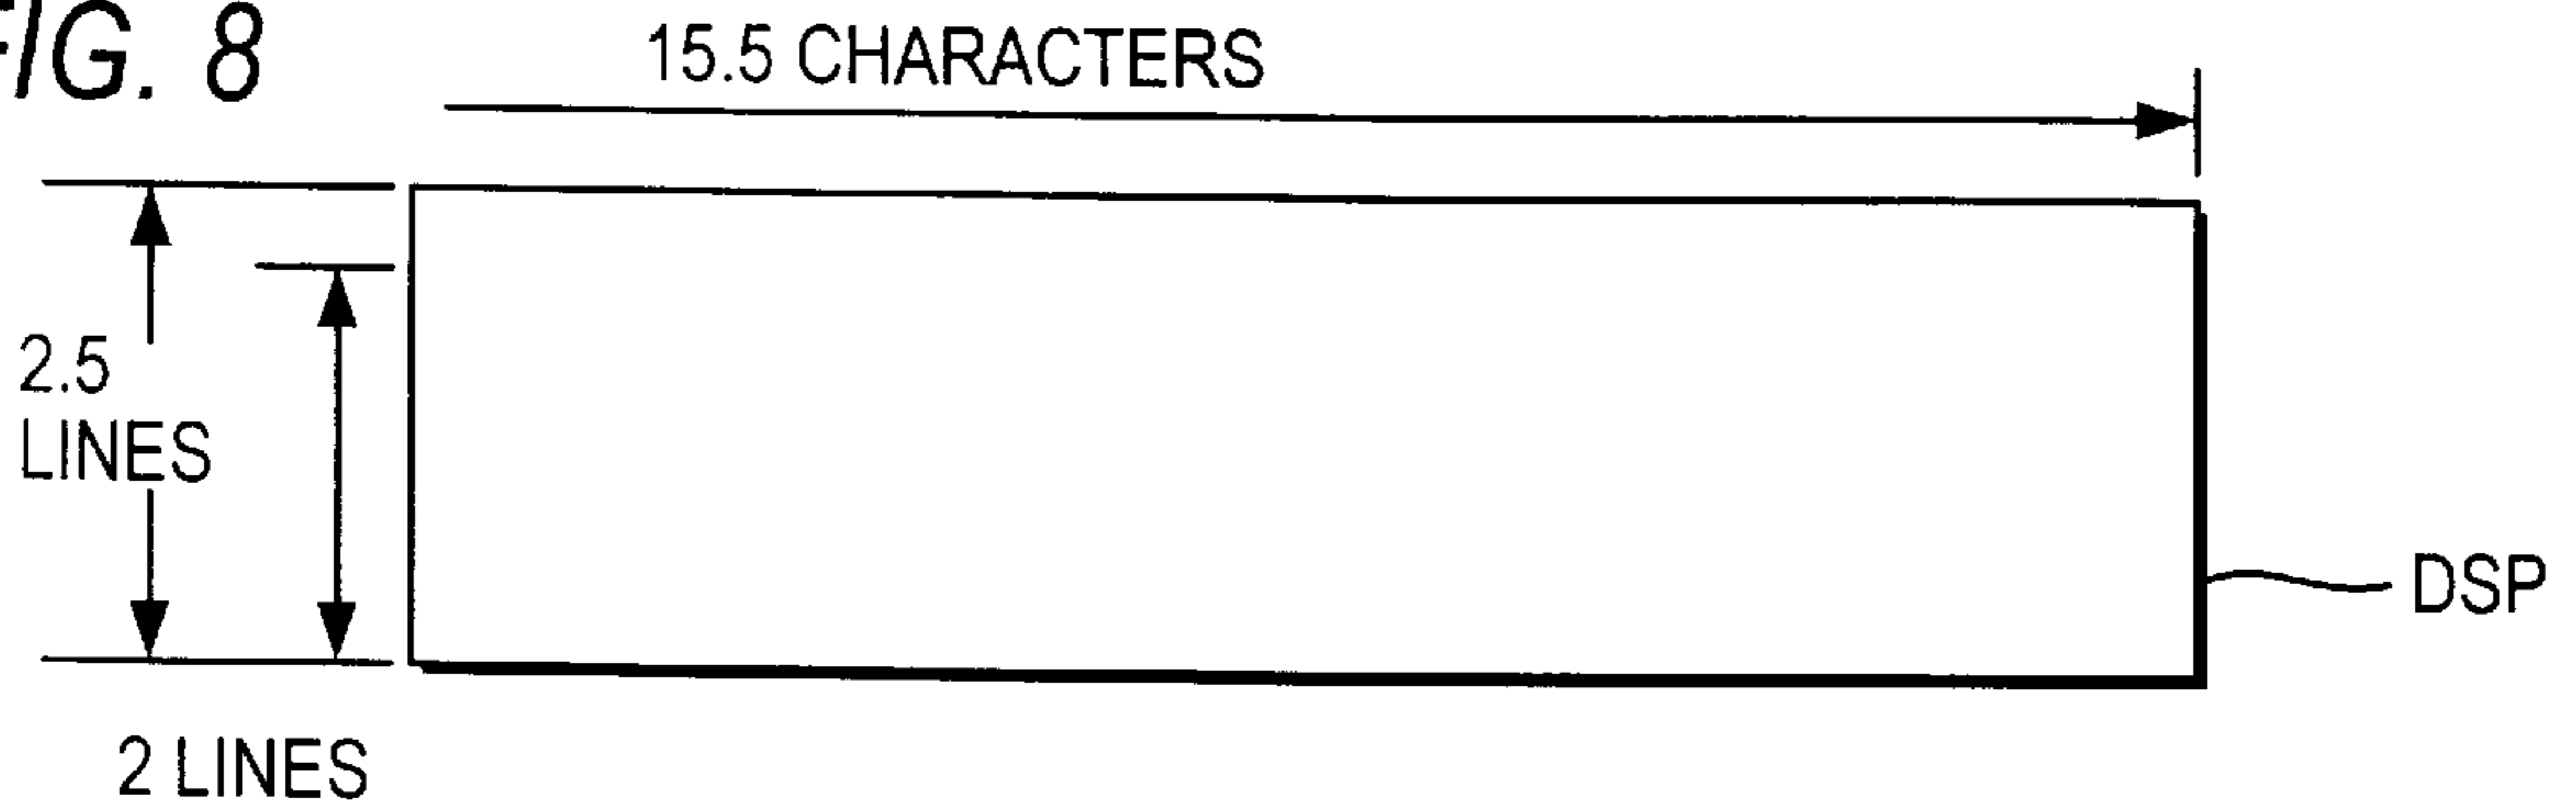 FIG. 8
15.5 CHARACTERS
2.5
LINES
DSP
2 LINES